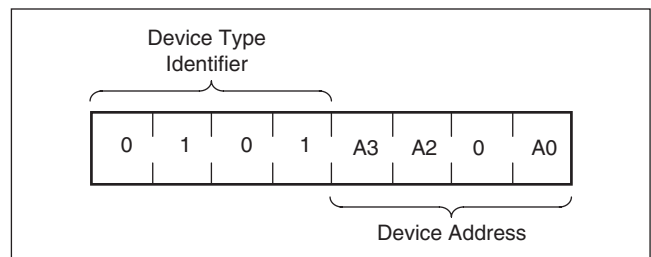 Device Type
Identifier
0 1 0 1 A3 A2 0 A0
Device Address